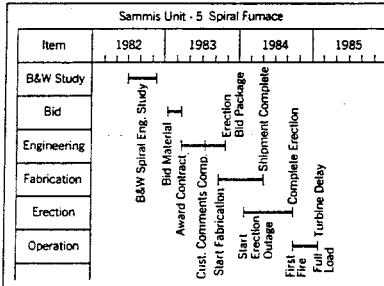 Sammis Unit - 5 Spiral Furnace
Item 1982 1983 1984 1985
B&W Study
B&W Spiral Eng. Study
Bid
Bid Material
Award Contract
Engineering
Cust. Comments Comp.
Erection
Bid Package
Fabrication
Start Fabrication
Shipment Complete
Erection
Start
Erection
Outage
Complete Erection
Operation
First
Fire
Full
Load
Turbine Delay